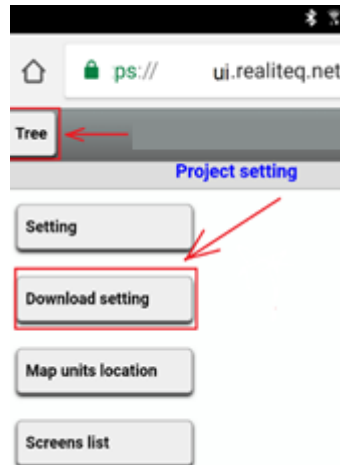 ps:// ui.realiteq.net
Tree
Project setting
Setting
Download setting
Map units location
Screens list